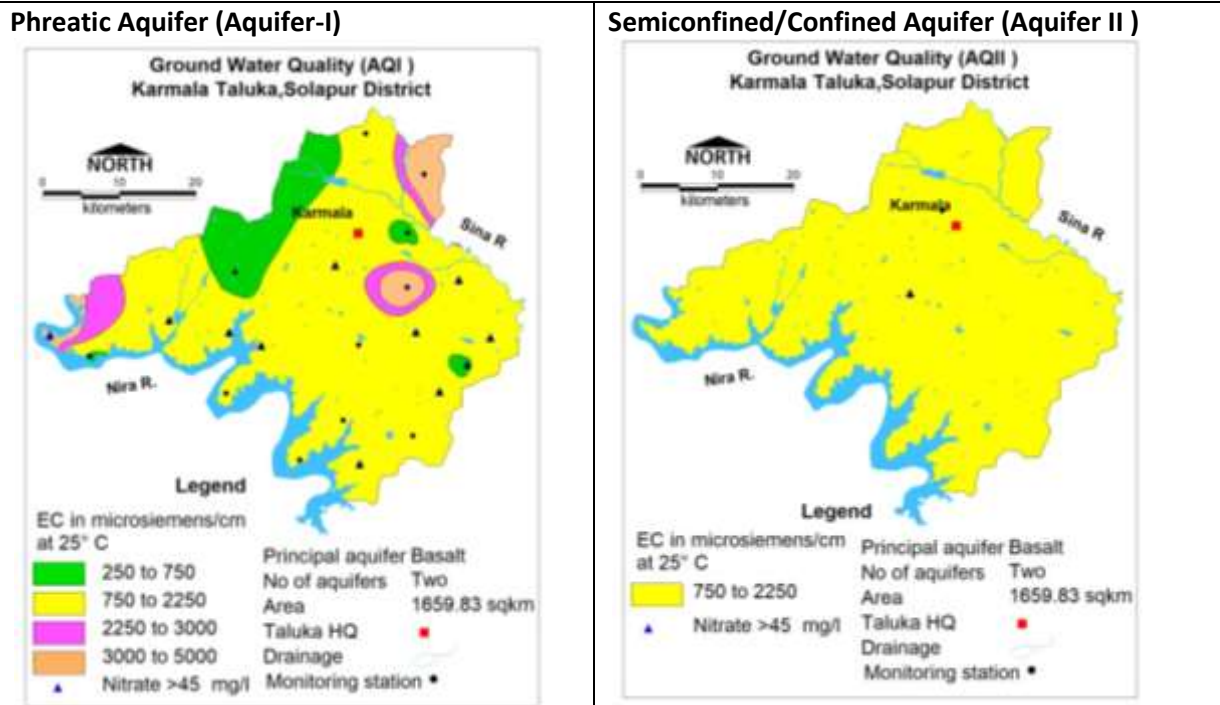 Phreatic Aquifer (Aquifer-I)
Ground Water Quality (AQI )
Karmala Taluka,Solapur District
NORTH
0 10 20
kilometers
Karmala
Sina R
Nira R.
Legend
EC in microsiemens/cm
at 25° C
250 to 750
750 to 2250
2250 to 3000
3000 to 5000
Nitrate >45 mg/l
Principal aquifer Basalt
No of aquifers Two
Area 1659.83 sqkm
Taluka HQ
Drainage
Monitoring station
Semiconfined/Confined Aquifer (Aquifer II )
Ground Water Quality (AQII )
Karmala Taluka,Solapur District
NORTH
0 10 20
kilometers
Karmala
Sina R
Nira R.
Legend
EC in microsiemens/cm
at 25° C
750 to 2250
Nitrate >45 mg/l
Principal aquifer Basalt
No of aquifers Two
Area 1659.83 sqkm
Taluka HQ
Drainage
Monitoring station